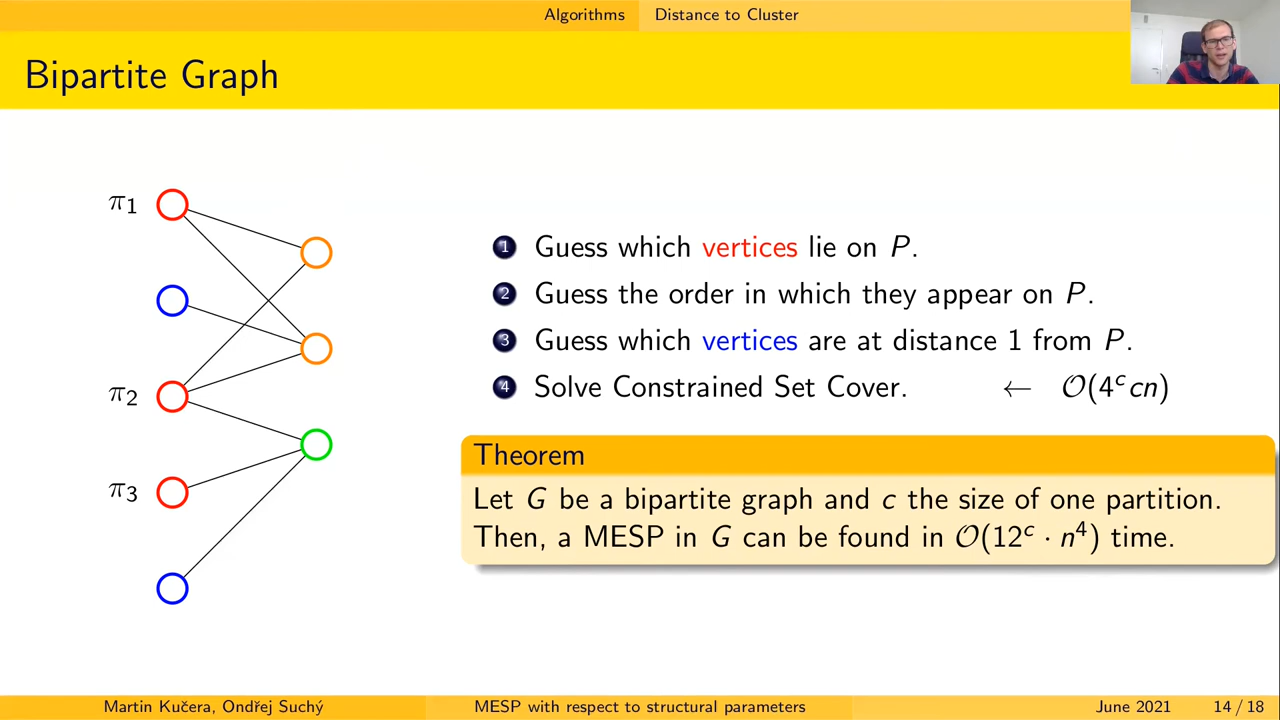 Algorithms Distance to Cluster
Bipartite Graph
π1
π2
π3
1 Guess which vertices lie on P.
2 Guess the order in which they appear on P.
3 Guess which vertices are at distance 1 from P.
4 Solve Constrained Set Cover. ← 𝒪(4^c cn)
Theorem
Let G be a bipartite graph and c the size of one partition.
Then, a MESP in G can be found in 𝒪(12^c · n^4) time.
Martin Kučera, Ondřej Suchý MESP with respect to structural parameters June 2021 14 / 18